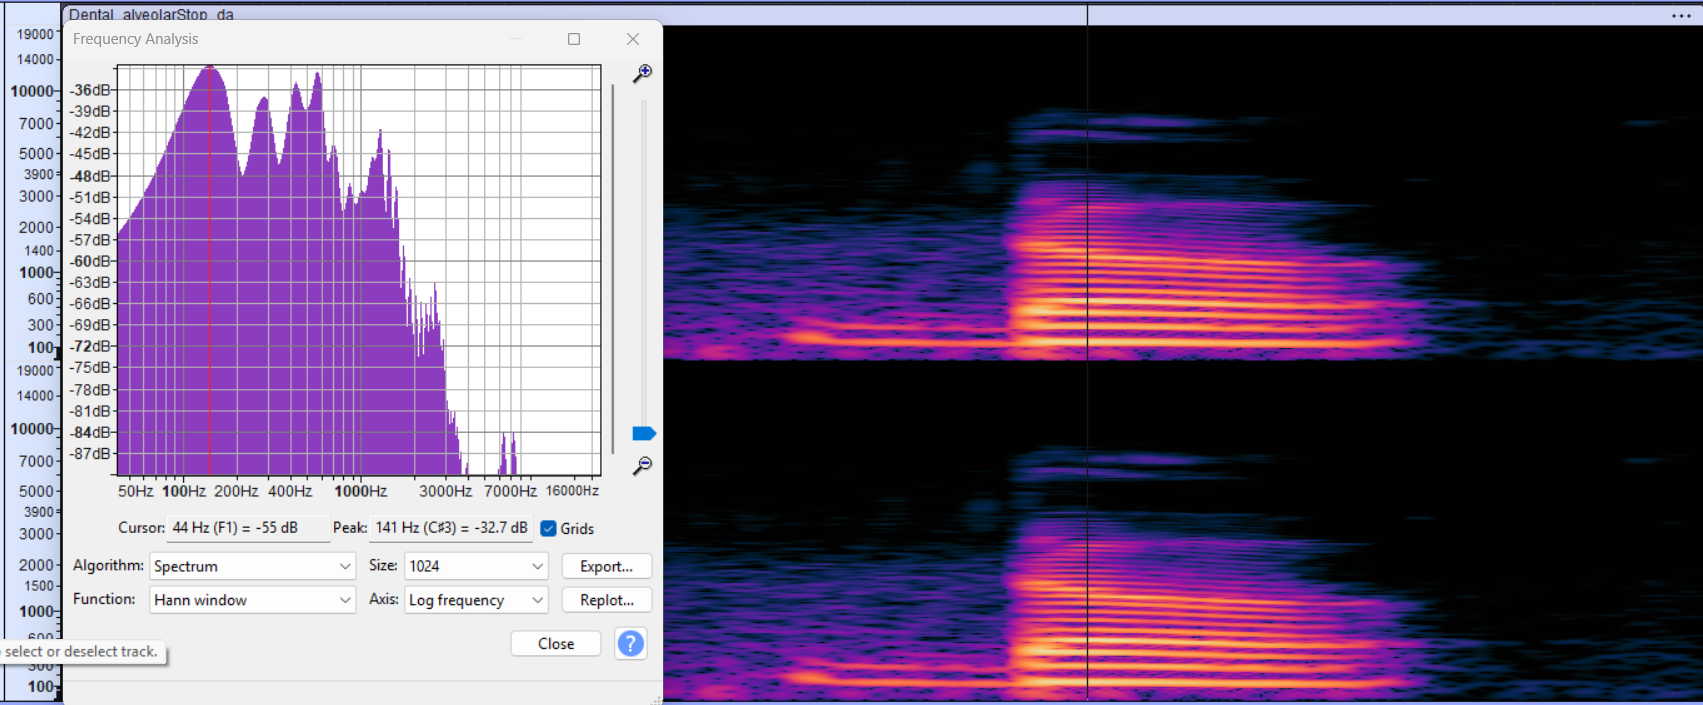 Dental_alveolarStop_da
...
Frequency Analysis
-36dB
-39dB
-42dB
-45dB
-48dB
-51dB
-54dB
-57dB
-60dB
-63dB
-66dB
-69dB
-72dB
-75dB
-78dB
-81dB
-84dB
-87dB
50Hz 100Hz 200Hz 400Hz 1000Hz 3000Hz 7000Hz 16000Hz
Cursor: 44 Hz (F1) = -55 dB Peak: 141 Hz (C♯3) = -32.7 dB Grids
Algorithm: Spectrum Size: 1024 Export...
Function: Hann window Axis: Log frequency Replot...
Close ?
19000
14000
10000
7000
5000
3900
3000
2000
1400
1000
600
300
100
19000
14000
10000
7000
5000
3900
3000
2000
1500
1000
600
select or deselect track.
300
100